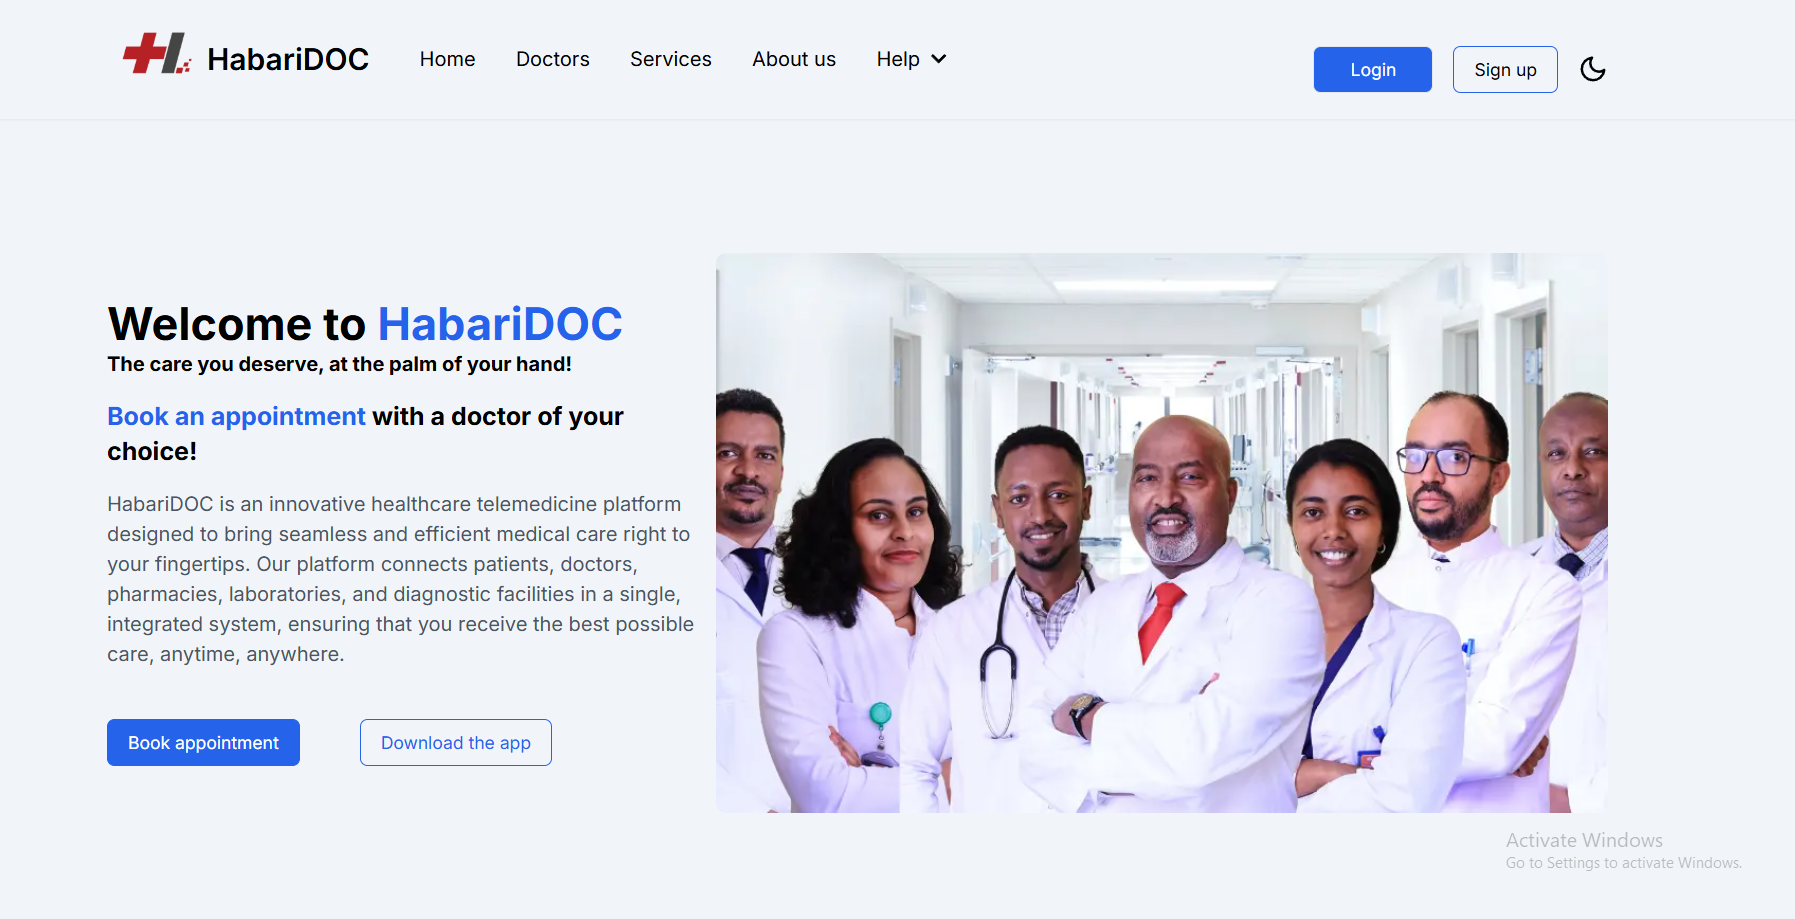 HabariDOC
Home
Doctors
Services
About us
Help
Login
Sign up
Welcome to HabariDOC
The care you deserve, at the palm of your hand!
Book an appointment with a doctor of your
choice!
HabariDOC is an innovative healthcare telemedicine platform
designed to bring seamless and efficient medical care right to
your fingertips. Our platform connects patients, doctors,
pharmacies, laboratories, and diagnostic facilities in a single,
integrated system, ensuring that you receive the best possible
care, anytime, anywhere.
Book appointment
Download the app
Activate Windows
Go to Settings to activate Windows.